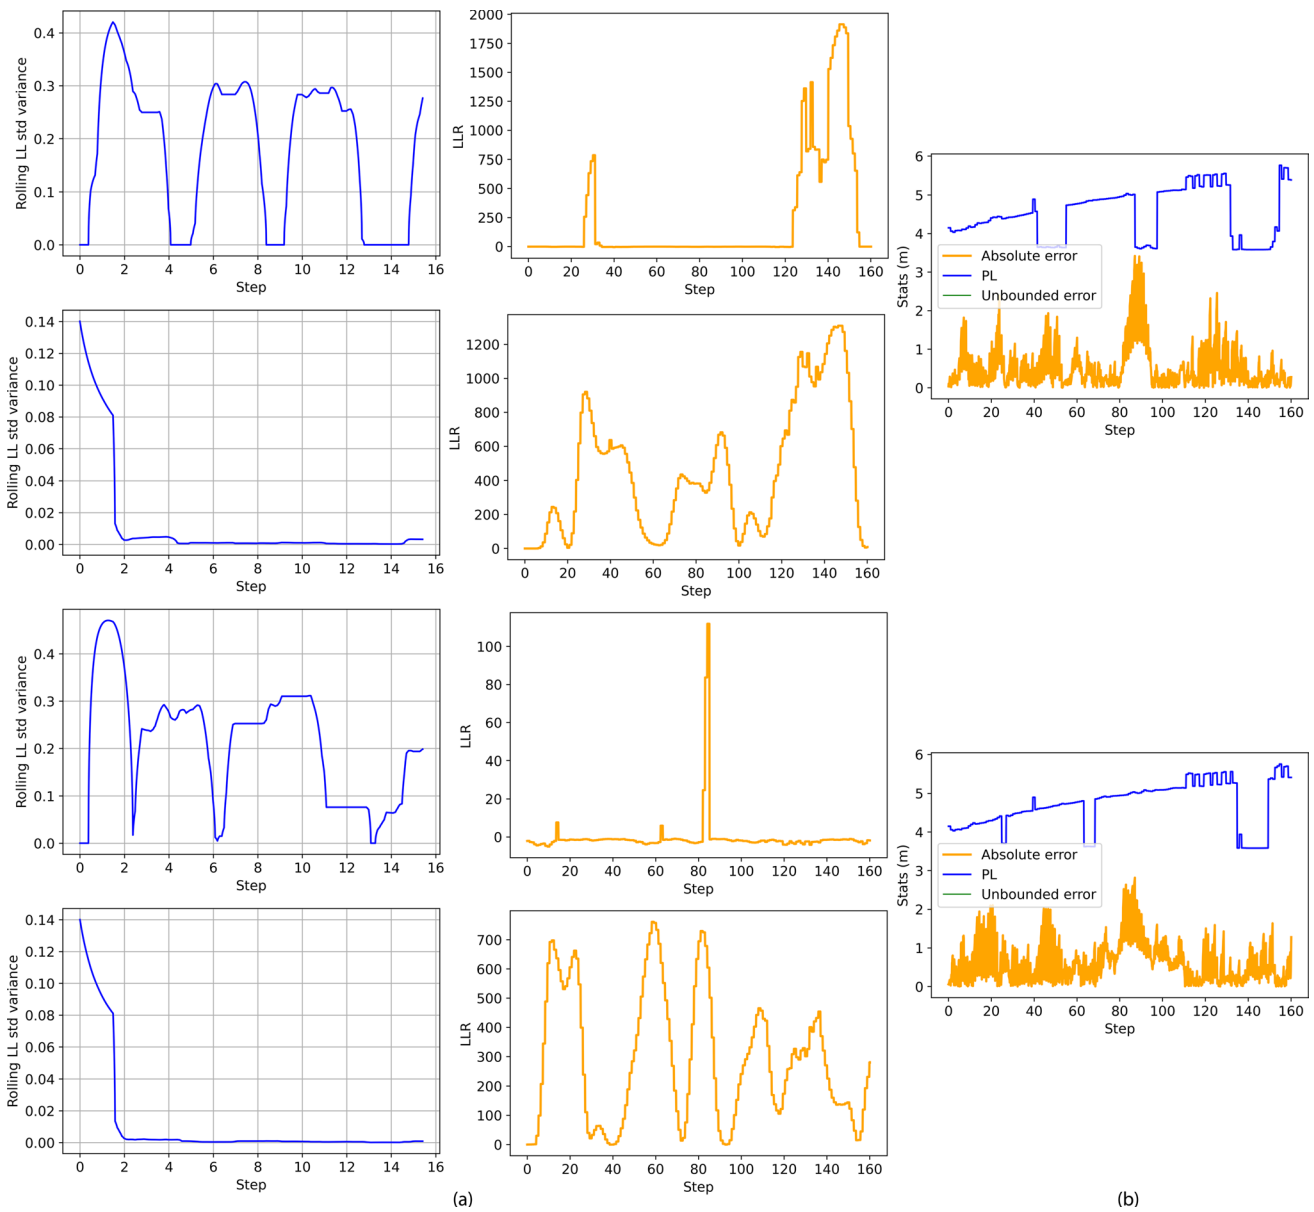 Rolling LL std variance
0.4
0.3
0.2
0.1
0.0
0 2 4 6 8 10 12 14 16
Step
LLR
2000
1750
1500
1250
1000
750
500
250
0
0 20 40 60 80 100 120 140 160
Step
Stats (m)
6
5
4
3
2
1
0
Absolute error
PL
Unbounded error
0 20 40 60 80 100 120 140 160
Step
Rolling LL std variance
0.14
0.12
0.10
0.08
0.06
0.04
0.02
0.00
0 2 4 6 8 10 12 14 16
Step
LLR
1200
1000
800
600
400
200
0
0 20 40 60 80 100 120 140 160
Step
Rolling LL std variance
0.4
0.3
0.2
0.1
0.0
0 2 4 6 8 10 12 14 16
Step
LLR
100
80
60
40
20
0
0 20 40 60 80 100 120 140 160
Step
Stats (m)
6
5
4
3
2
1
0
Absolute error
PL
Unbounded error
0 20 40 60 80 100 120 140 160
Step
Rolling LL std variance
0.14
0.12
0.10
0.08
0.06
0.04
0.02
0.00
0 2 4 6 8 10 12 14 16
Step
LLR
700
600
500
400
300
200
100
0
0 20 40 60 80 100 120 140 160
Step
(a)
(b)